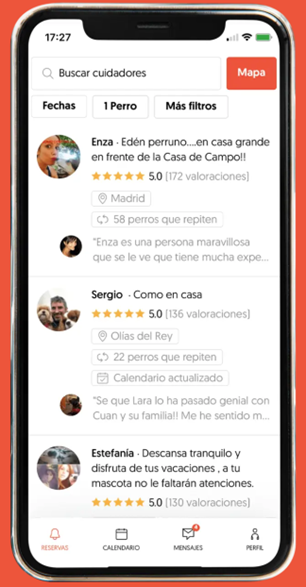 17:27
Buscar cuidadores
Mapa
Fechas
1 Perro
Más filtros
Enza · Edén perruno....en casa grande
en frente de la Casa de Campo!!
5.0 (172 valoraciones)
Madrid
58 perros que repiten
"Enza es una persona maravillosa
que se le ve que tiene mucha expe...
Sergio · Como en casa
5.0 (136 valoraciones)
Olías del Rey
22 perros que repiten
Calendario actualizado
"Se que Lara lo ha pasado genial con
Cuan y su familia!! Me he sentido m...
Estefanía · Descansa tranquilo y
disfruta de tus vacaciones , a tu
mascota no le faltarán atenciones.
5.0 (130 valoraciones)
RESERVAS
CALENDARIO
MENSAJES
PERFIL